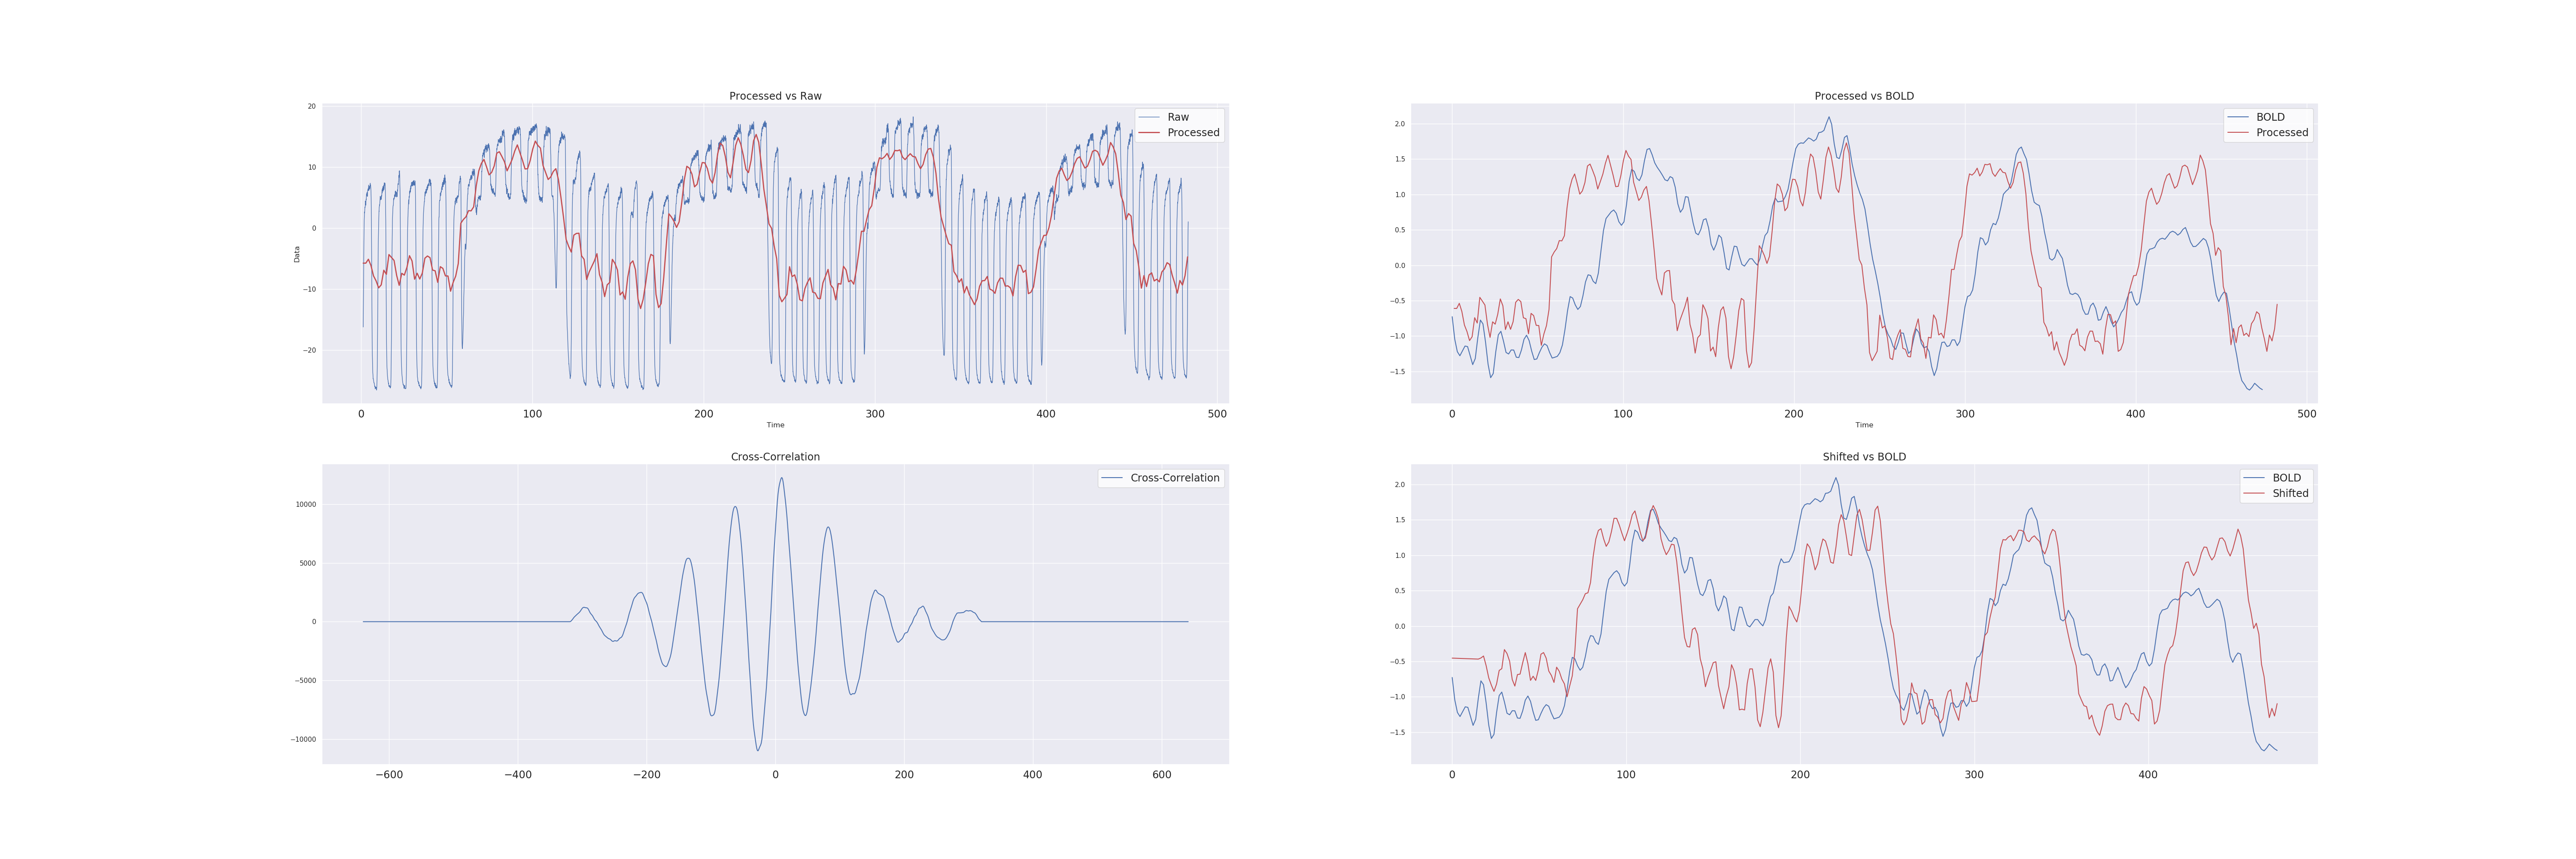 Processed vs Raw
20
10
0
−10
−20
Data
Raw
Processed
0 100 200 300 400 500
Time
Processed vs BOLD
2.0
1.5
1.0
0.5
0.0
−0.5
−1.0
−1.5
BOLD
Processed
0 100 200 300 400 500
Time
Cross-Correlation
10000
5000
0
−5000
−10000
Cross-Correlation
−600 −400 −200 0 200 400 600
Shifted vs BOLD
2.0
1.5
1.0
0.5
0.0
−0.5
−1.0
−1.5
BOLD
Shifted
0 100 200 300 400